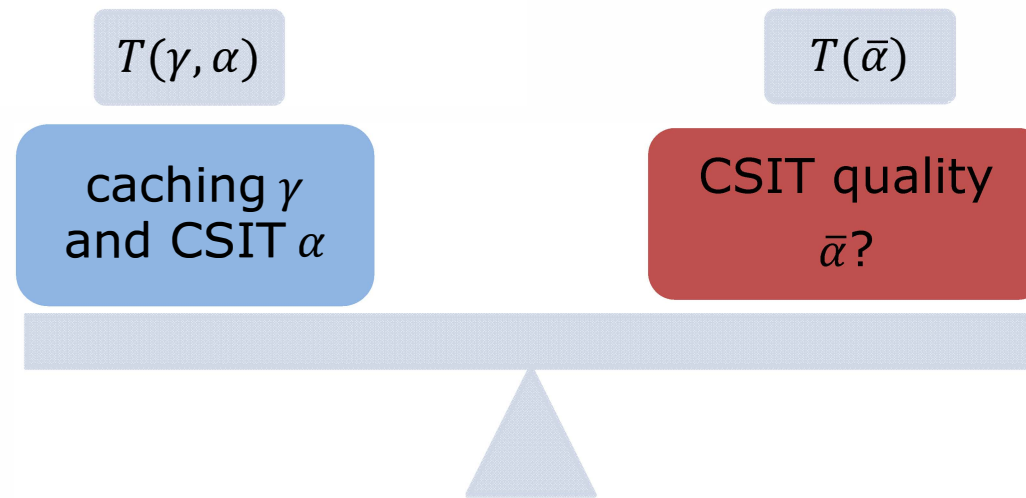 T(γ, α)
T(ᾱ)
caching γ
and CSIT α
CSIT quality
ᾱ?